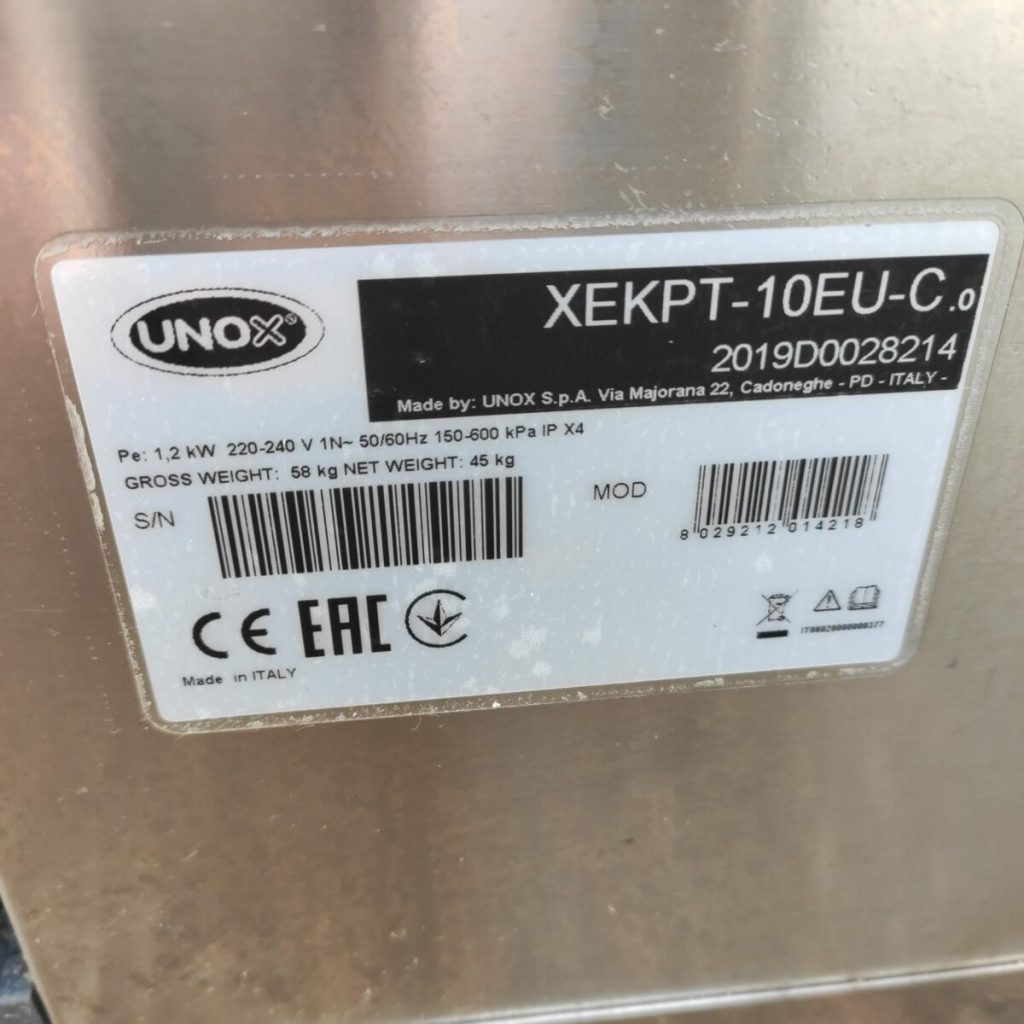 UNOX®
XEKPT-10EU-C.0
2019D0028214
Made by: UNOX S.p.A. Via Majorana 22, Cadoneghe - PD - ITALY -
Pe: 1,2 kW 220-240 V 1N~ 50/60Hz 150-600 kPa IP X4
GROSS WEIGHT: 58 kg NET WEIGHT: 45 kg
S/N
MOD
8 029212 014218
CE EAC
IT08020000000377
Made in ITALY